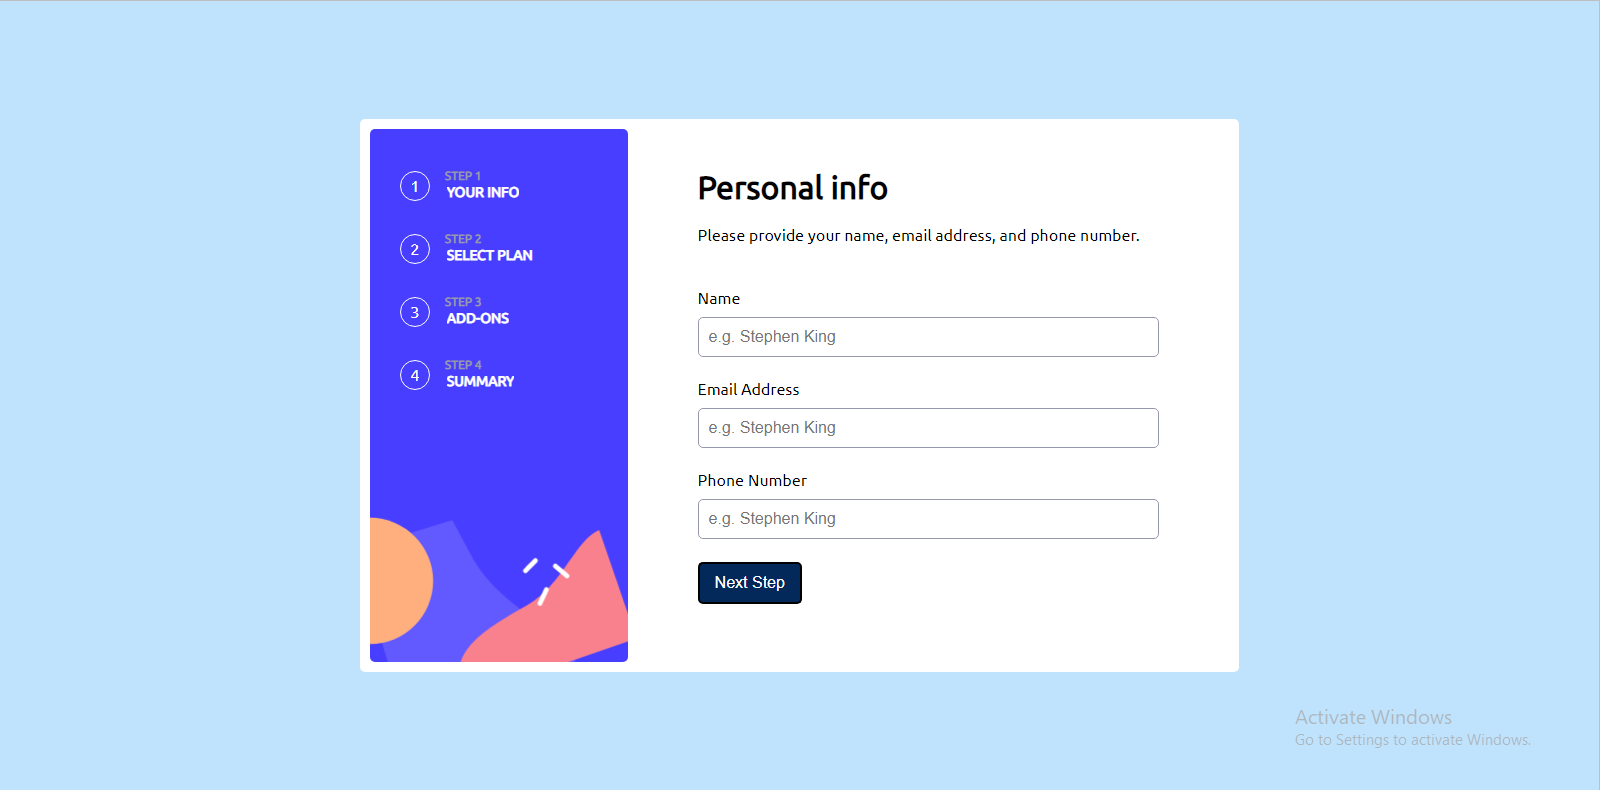 1
STEP 1
YOUR INFO
2
STEP 2
SELECT PLAN
3
STEP 3
ADD-ONS
4
STEP 4
SUMMARY
Personal info
Please provide your name, email address, and phone number.
Name
e.g. Stephen King
Email Address
e.g. Stephen King
Phone Number
e.g. Stephen King
Next Step
Activate Windows
Go to Settings to activate Windows.